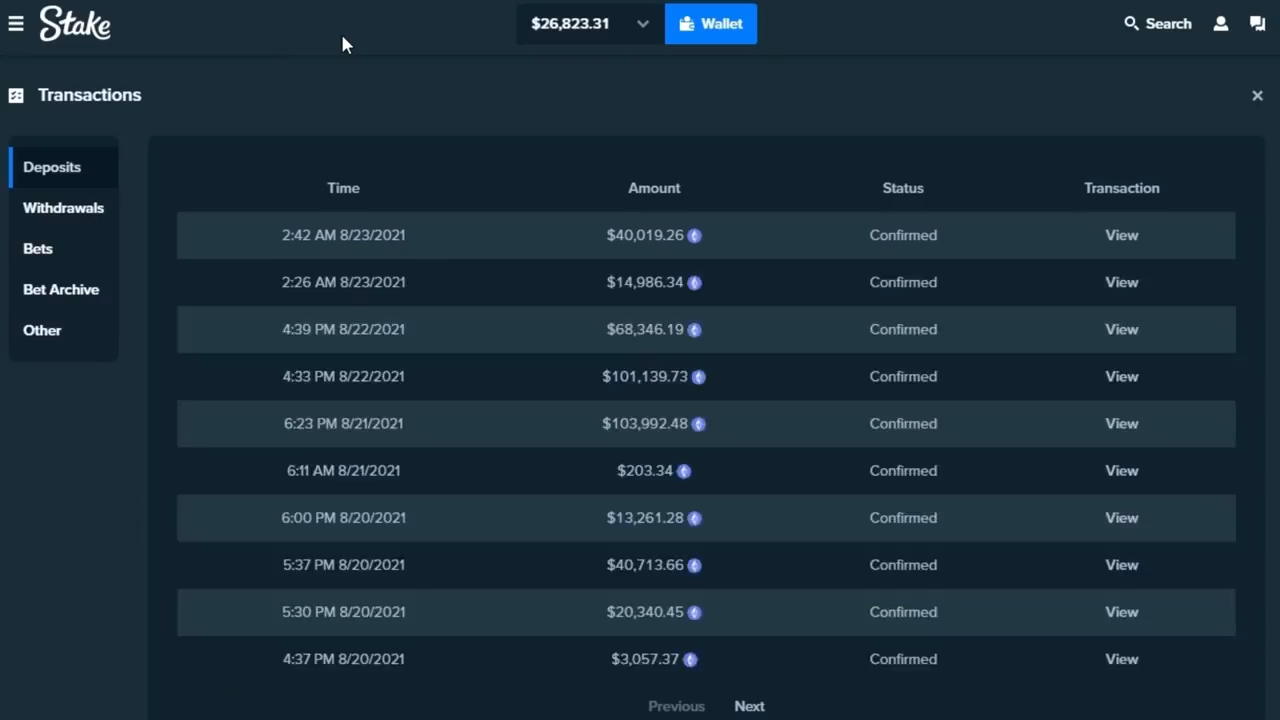 Stake
$26,823.31
Wallet
Search
Transactions
Deposits
Withdrawals
Bets
Bet Archive
Other
Time Amount Status Transaction
2:42 AM 8/23/2021 $40,019.26 Confirmed View
2:26 AM 8/23/2021 $14,986.34 Confirmed View
4:39 PM 8/22/2021 $68,346.19 Confirmed View
4:33 PM 8/22/2021 $101,139.73 Confirmed View
6:23 PM 8/21/2021 $103,992.48 Confirmed View
6:11 AM 8/21/2021 $203.34 Confirmed View
6:00 PM 8/20/2021 $13,261.28 Confirmed View
5:37 PM 8/20/2021 $40,713.66 Confirmed View
5:30 PM 8/20/2021 $20,340.45 Confirmed View
4:37 PM 8/20/2021 $3,057.37 Confirmed View
Previous Next